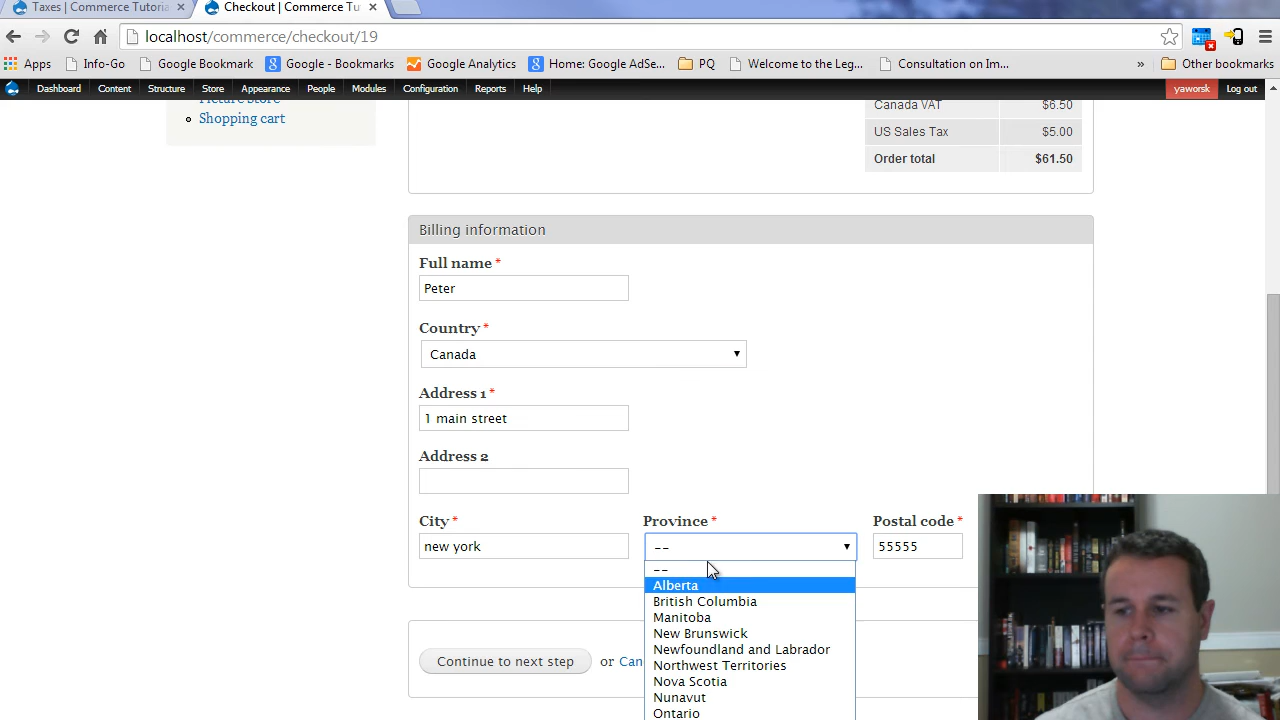 Taxes | Commerce Tutoria
Checkout | Commerce Tu
localhost/commerce/checkout/19
Apps Info-Go Google Bookmark Google - Bookmarks Google Analytics Home: Google AdSe... PQ Welcome to the Leg... Consultation on Im... » Other bookmarks
Dashboard Content Structure Store Appearance People Modules Configuration Reports Help yaworsk Log out
Picture Store
Shopping cart
Canada VAT $6.50
US Sales Tax $5.00
Order total $61.50
Billing information
Full name *
Peter
Country *
Canada
Address 1 *
1 main street
Address 2
City * Province * Postal code *
new york -- 55555
--
Alberta
British Columbia
Manitoba
New Brunswick
Newfoundland and Labrador
Northwest Territories
Nova Scotia
Nunavut
Ontario
Continue to next step or Can